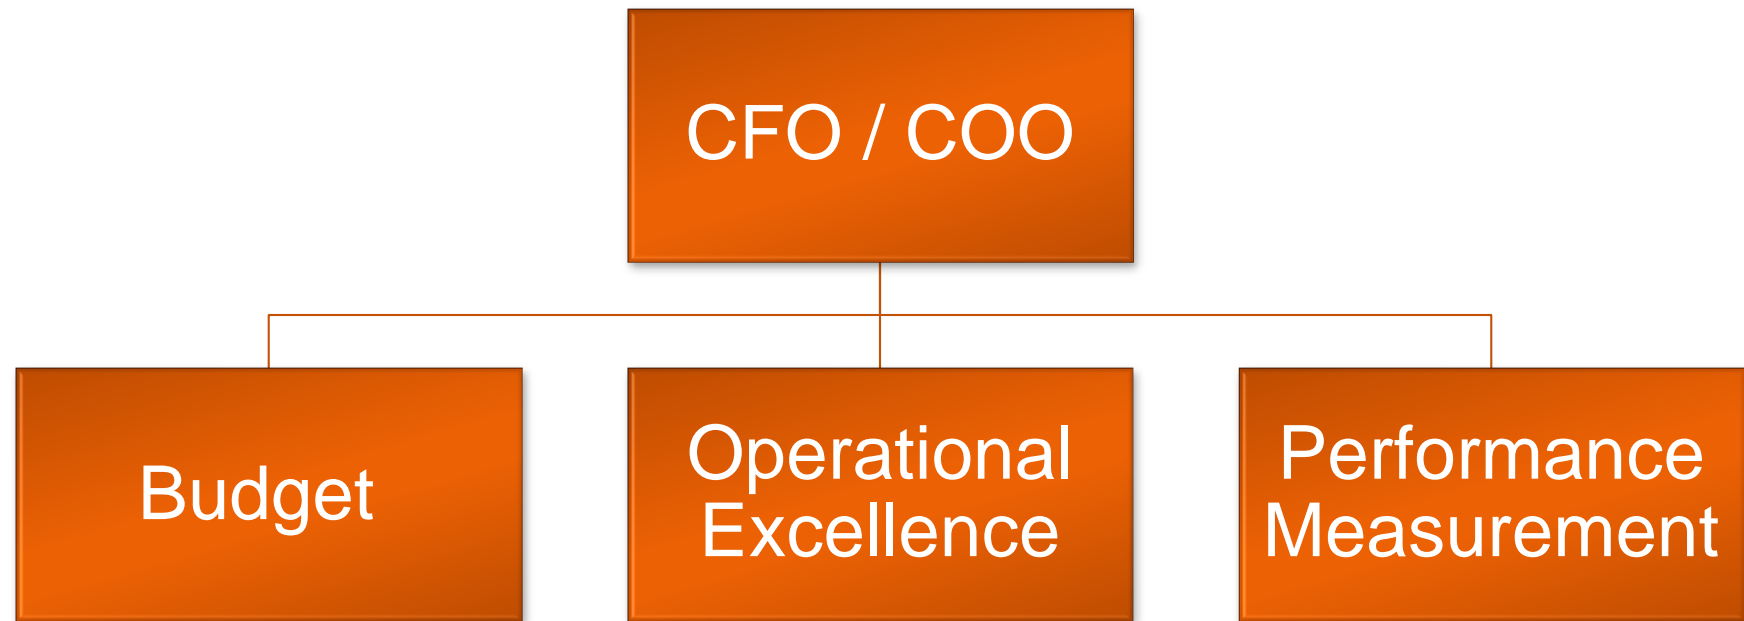 CFO / COO
Budget
Operational
Excellence
Performance
Measurement